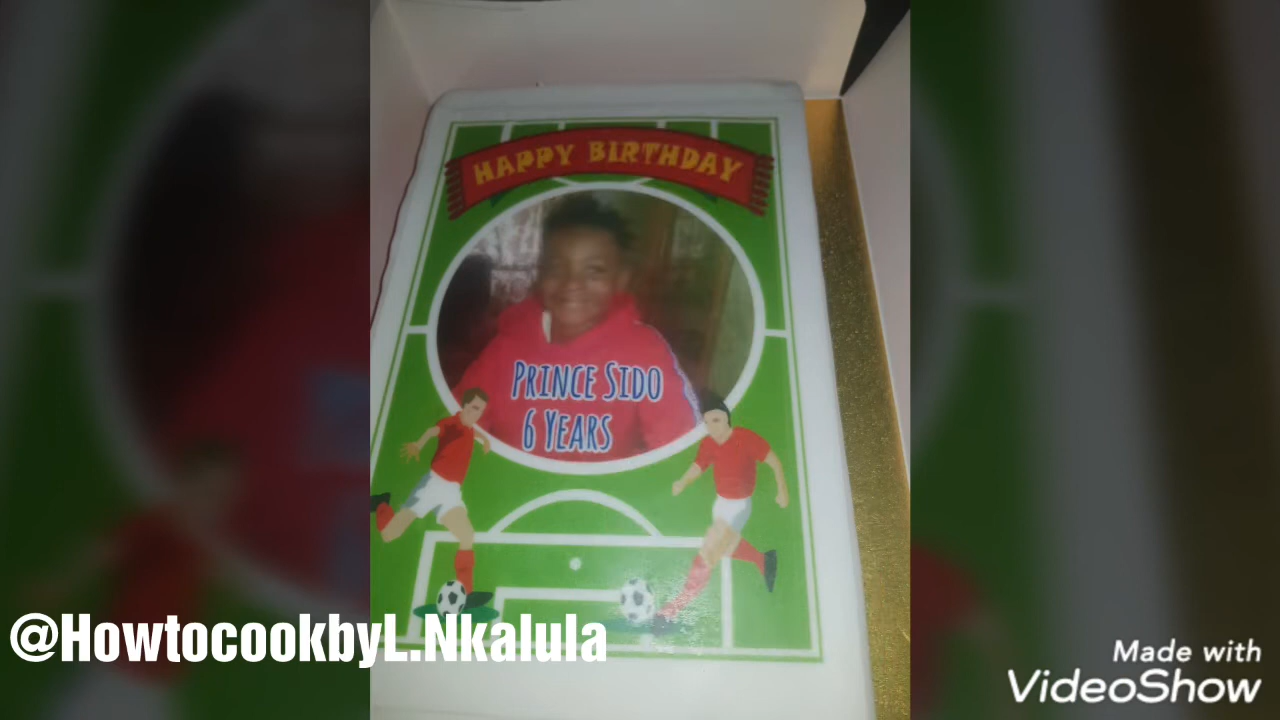 HAPPY BIRTHDAY
PRINCE SIDO
6 YEARS
@HowtocookbyL.Nkalula
Made with
VideoShow